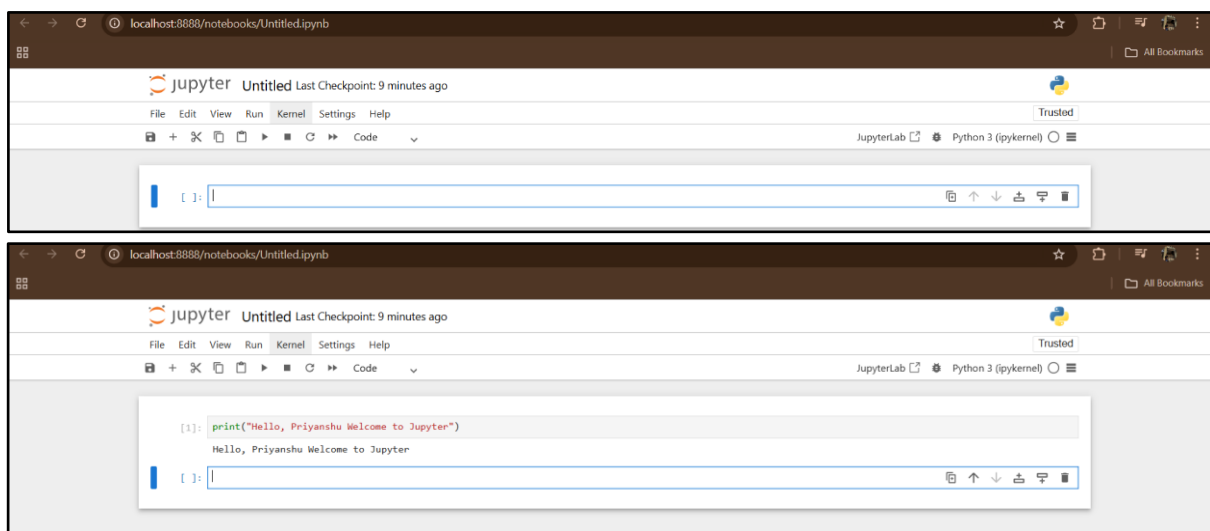 localhost:8888/notebooks/Untitled.ipynb
All Bookmarks
jupyter Untitled Last Checkpoint: 9 minutes ago
File Edit View Run Kernel Settings Help Trusted
Code JupyterLab Python 3 (ipykernel)
[ ]:
localhost:8888/notebooks/Untitled.ipynb
All Bookmarks
jupyter Untitled Last Checkpoint: 9 minutes ago
File Edit View Run Kernel Settings Help Trusted
Code JupyterLab Python 3 (ipykernel)
[1]: print("Hello, Priyanshu Welcome to Jupyter")
Hello, Priyanshu Welcome to Jupyter
[ ]: